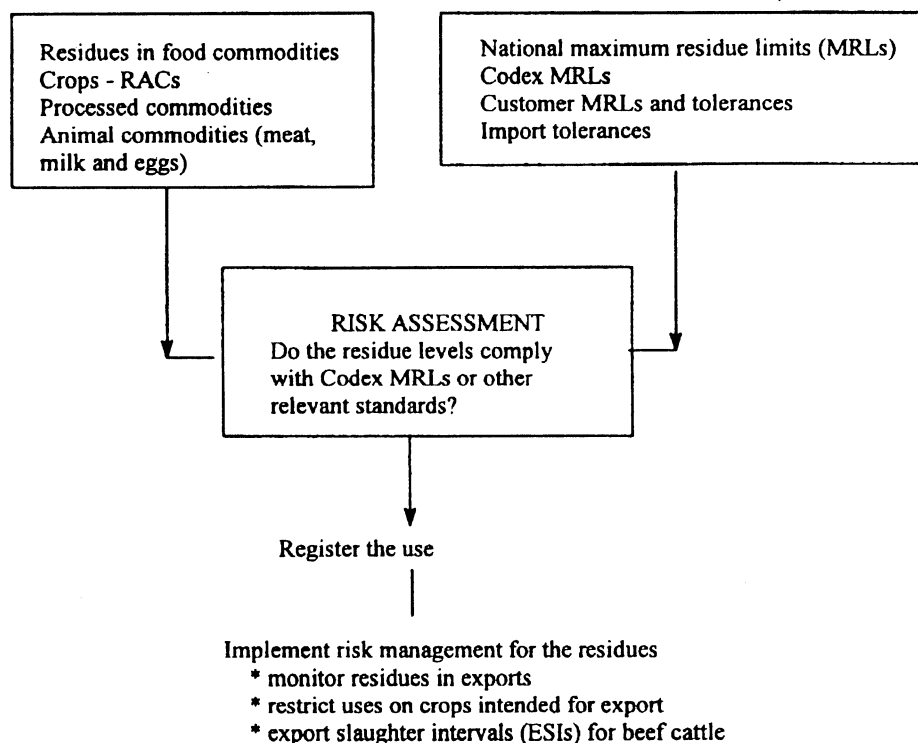 Residues in food commodities
Crops - RACs
Processed commodities
Animal commodities (meat,
milk and eggs)
National maximum residue limits (MRLs)
Codex MRLs
Customer MRLs and tolerances
Import tolerances
RISK ASSESSMENT
Do the residue levels comply
with Codex MRLs or other
relevant standards?
Register the use
Implement risk management for the residues
* monitor residues in exports
* restrict uses on crops intended for export
* export slaughter intervals (ESIs) for beef cattle